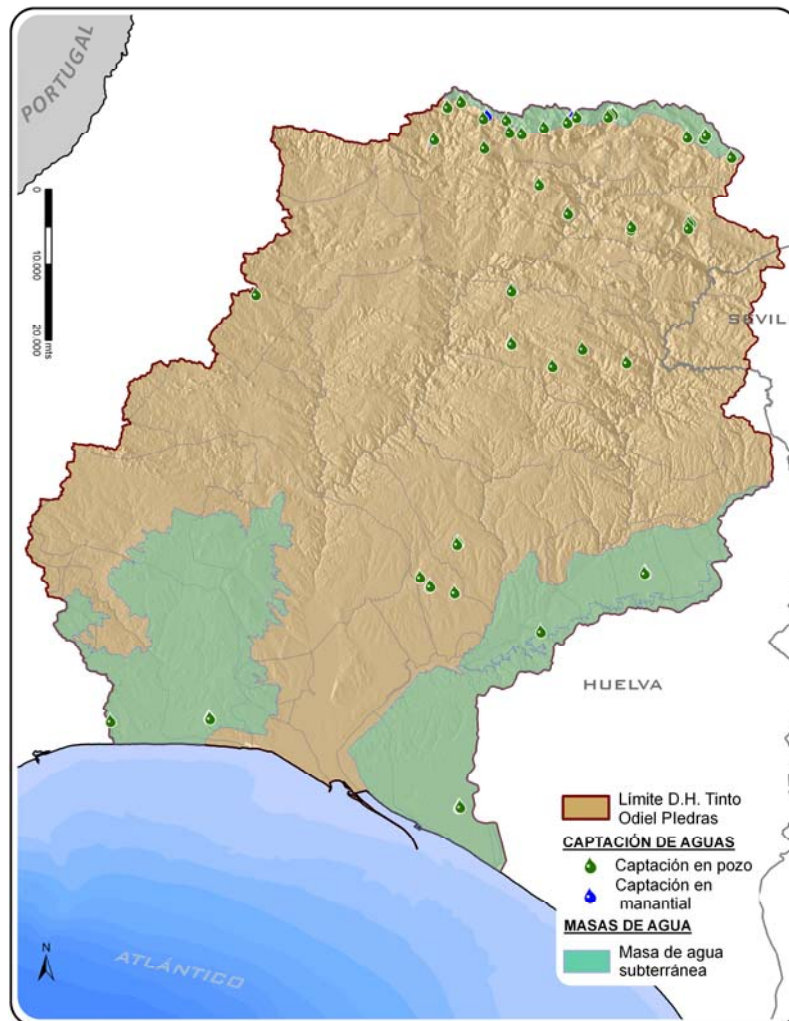 PORTUGAL
0
10.000
20.000
mts
SEVILL
HUELVA
Límite D.H. Tinto
Odiel Piedras
CAPTACIÓN DE AGUAS
Captación en pozo
Captación en
manantial
MASAS DE AGUA
Masa de agua
subterránea
N
ATLÁNTICO